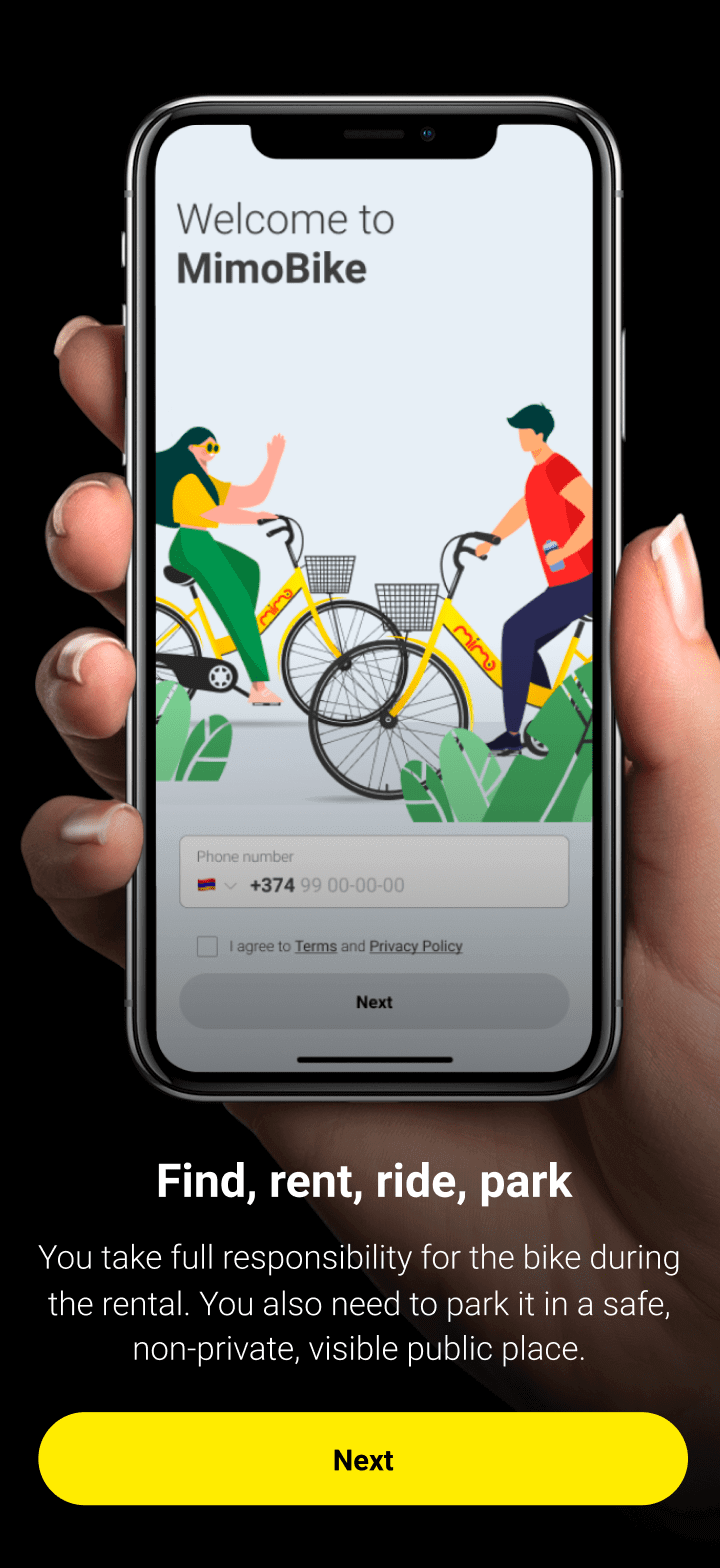 Welcome to
MimoBike
mimo
mimo
Phone number
+374 99 00-00-00
I agree to Terms and Privacy Policy
Next
Find, rent, ride, park
You take full responsibility for the bike during
the rental. You also need to park it in a safe,
non-private, visible public place.
Next